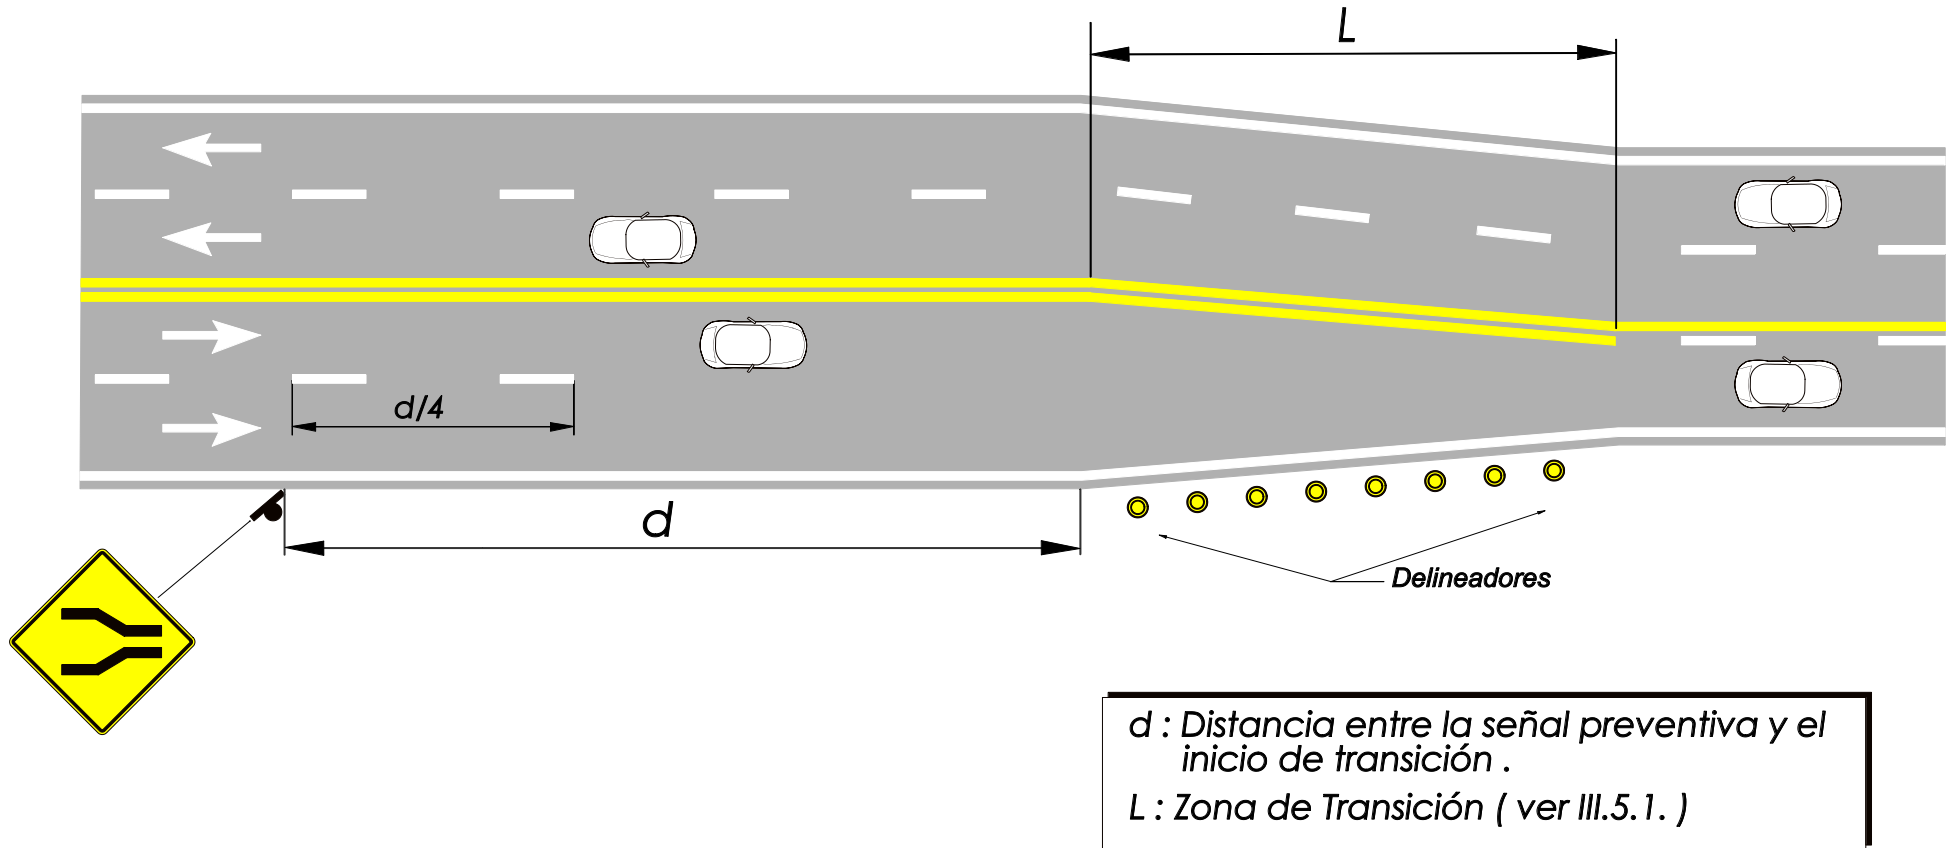 L
d/4
d
Delineadores
d : Distancia entre la señal preventiva y el
inicio de transición .
L : Zona de Transición ( ver III.5.1. )